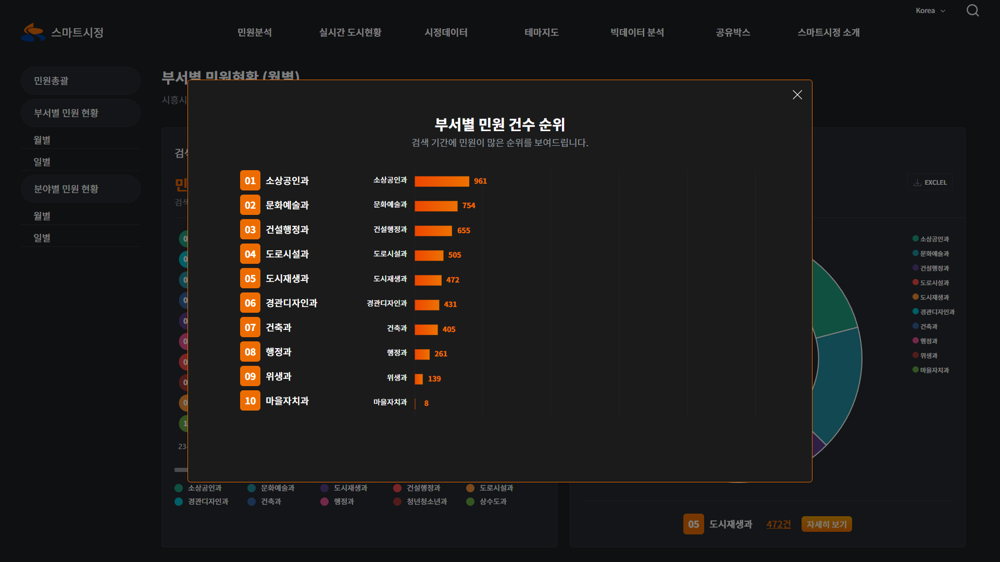 Korea
스마트시정
민원분석
실시간 도시현황
시정데이터
테마지도
빅데이터 분석
공유박스
스마트시정 소개
민원총괄
부서별 민원 현황
월별
일별
분야별 민원 현황
월별
일별
부서별 민원현황 (월별)
시흥시
검색
EXCLEL
부서별 민원 건수 순위
검색 기간에 민원이 많은 순위를 보여드립니다.
01 소상공인과
02 문화예술과
03 건설행정과
04 도로시설과
05 도시재생과
06 경관디자인과
07 건축과
08 행정과
09 위생과
10 마을자치과
소상공인과 961
문화예술과 754
건설행정과 655
도로시설과 505
도시재생과 472
경관디자인과 431
건축과 405
행정과 261
위생과 139
마을자치과 8
소상공인과
문화예술과
건설행정과
도로시설과
도시재생과
경관디자인과
건축과
행정과
위생과
마을자치과
소상공인과 문화예술과 도시재생과 건설행정과 도로시설과
경관디자인과 건축과 행정과 청년청소년과 상수도과
05 도시재생과 472건 자세히 보기